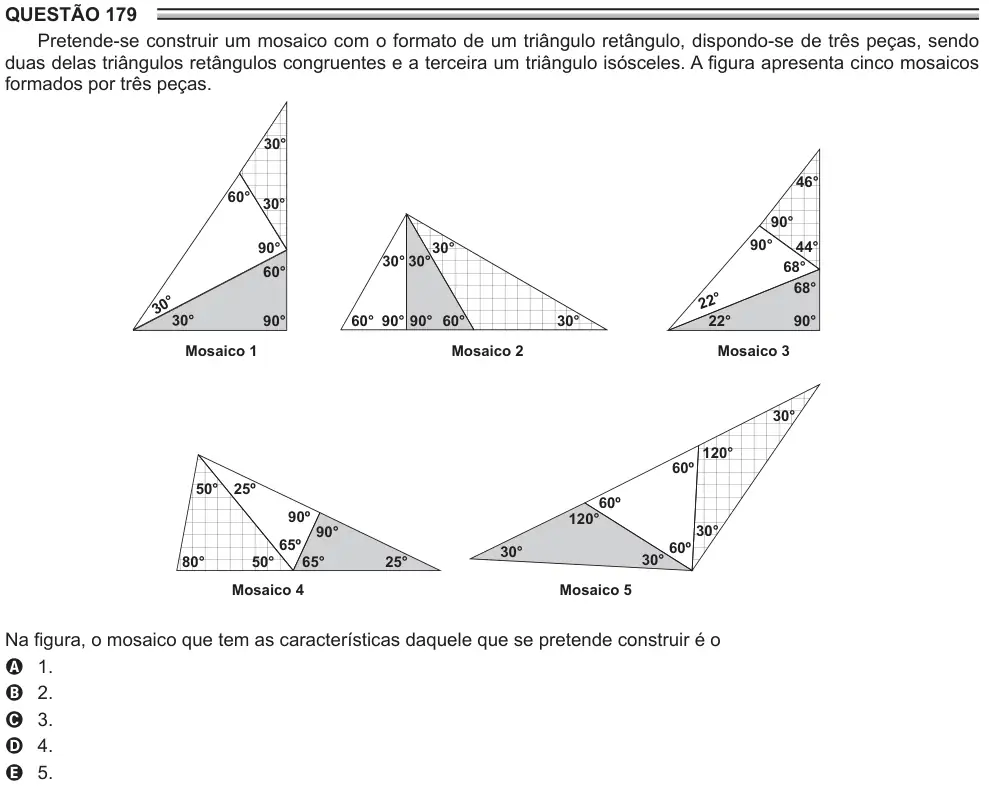 QUESTÃO 179
Pretende-se construir um mosaico com o formato de um triângulo retângulo, dispondo-se de três peças, sendo
duas delas triângulos retângulos congruentes e a terceira um triângulo isósceles. A figura apresenta cinco mosaicos
formados por três peças.
30°
60° 30°
90°
60°
30°
30° 90°
Mosaico 1
30°
30° 30°
60° 90° 90° 60° 30°
Mosaico 2
46°
90°
90° 44°
68°
68°
22°
22° 90°
Mosaico 3
50° 25°
90°
90°
65°
80° 50° 65° 25°
Mosaico 4
30°
120°
60°
60°
120°
30°
60°
30° 30°
Mosaico 5
Na figura, o mosaico que tem as características daquele que se pretende construir é o
A 1.
B 2.
C 3.
D 4.
E 5.